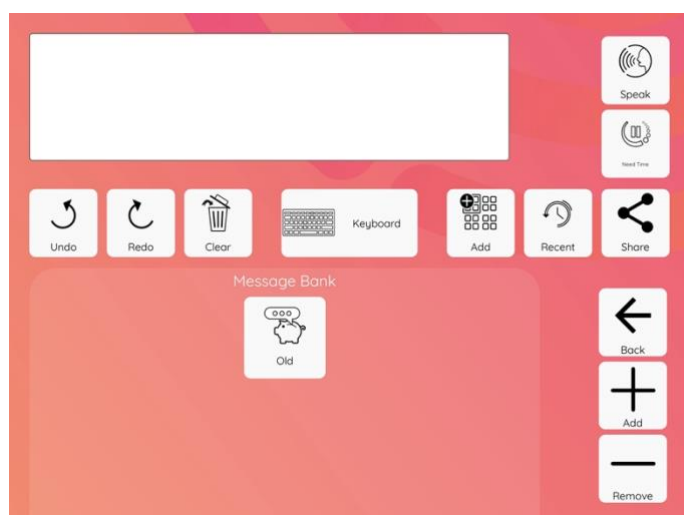 Speak
Need Time
Undo
Redo
Clear
Keyboard
Add
Recent
Share
Message Bank
Old
Back
Add
Remove